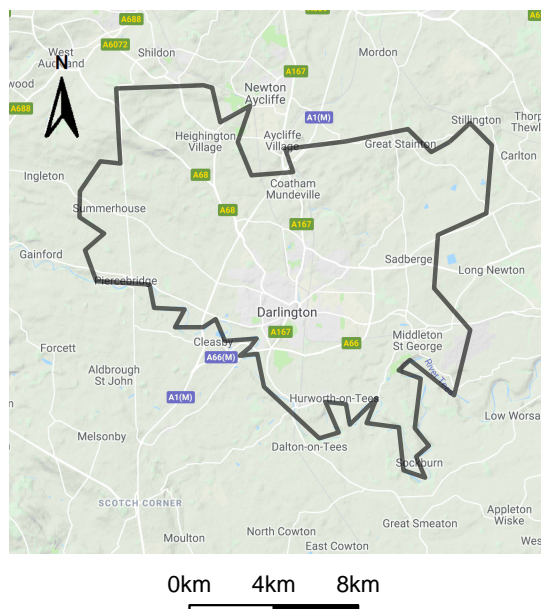 A688
A6
West
Auckland
A6072
Shildon
Mordon
N
A167
wood
Newton
Aycliffe
A688
A1(M)
Stillington
Thorp
Thewl
Heighington
Village
Aycliffe
Village
Great Stainton
Carlton
Ingleton
A68
Coatham
Mundeville
Summerhouse
A68
A167
Gainford
Sadberge
Long Newton
Piercebridge
Darlington
A167
Middleton
St George
Cleasby
A66
Forcett
A66(M)
Aldbrough
St John
River Tees
A1(M)
Hurworth-on-Tees
Low Worsa
Melsonby
Dalton-on-Tees
Sockburn
SCOTCH CORNER
Appleton
Wiske
Great Smeaton
North Cowton
Moulton
East Cowton
Wes
0km 4km 8km